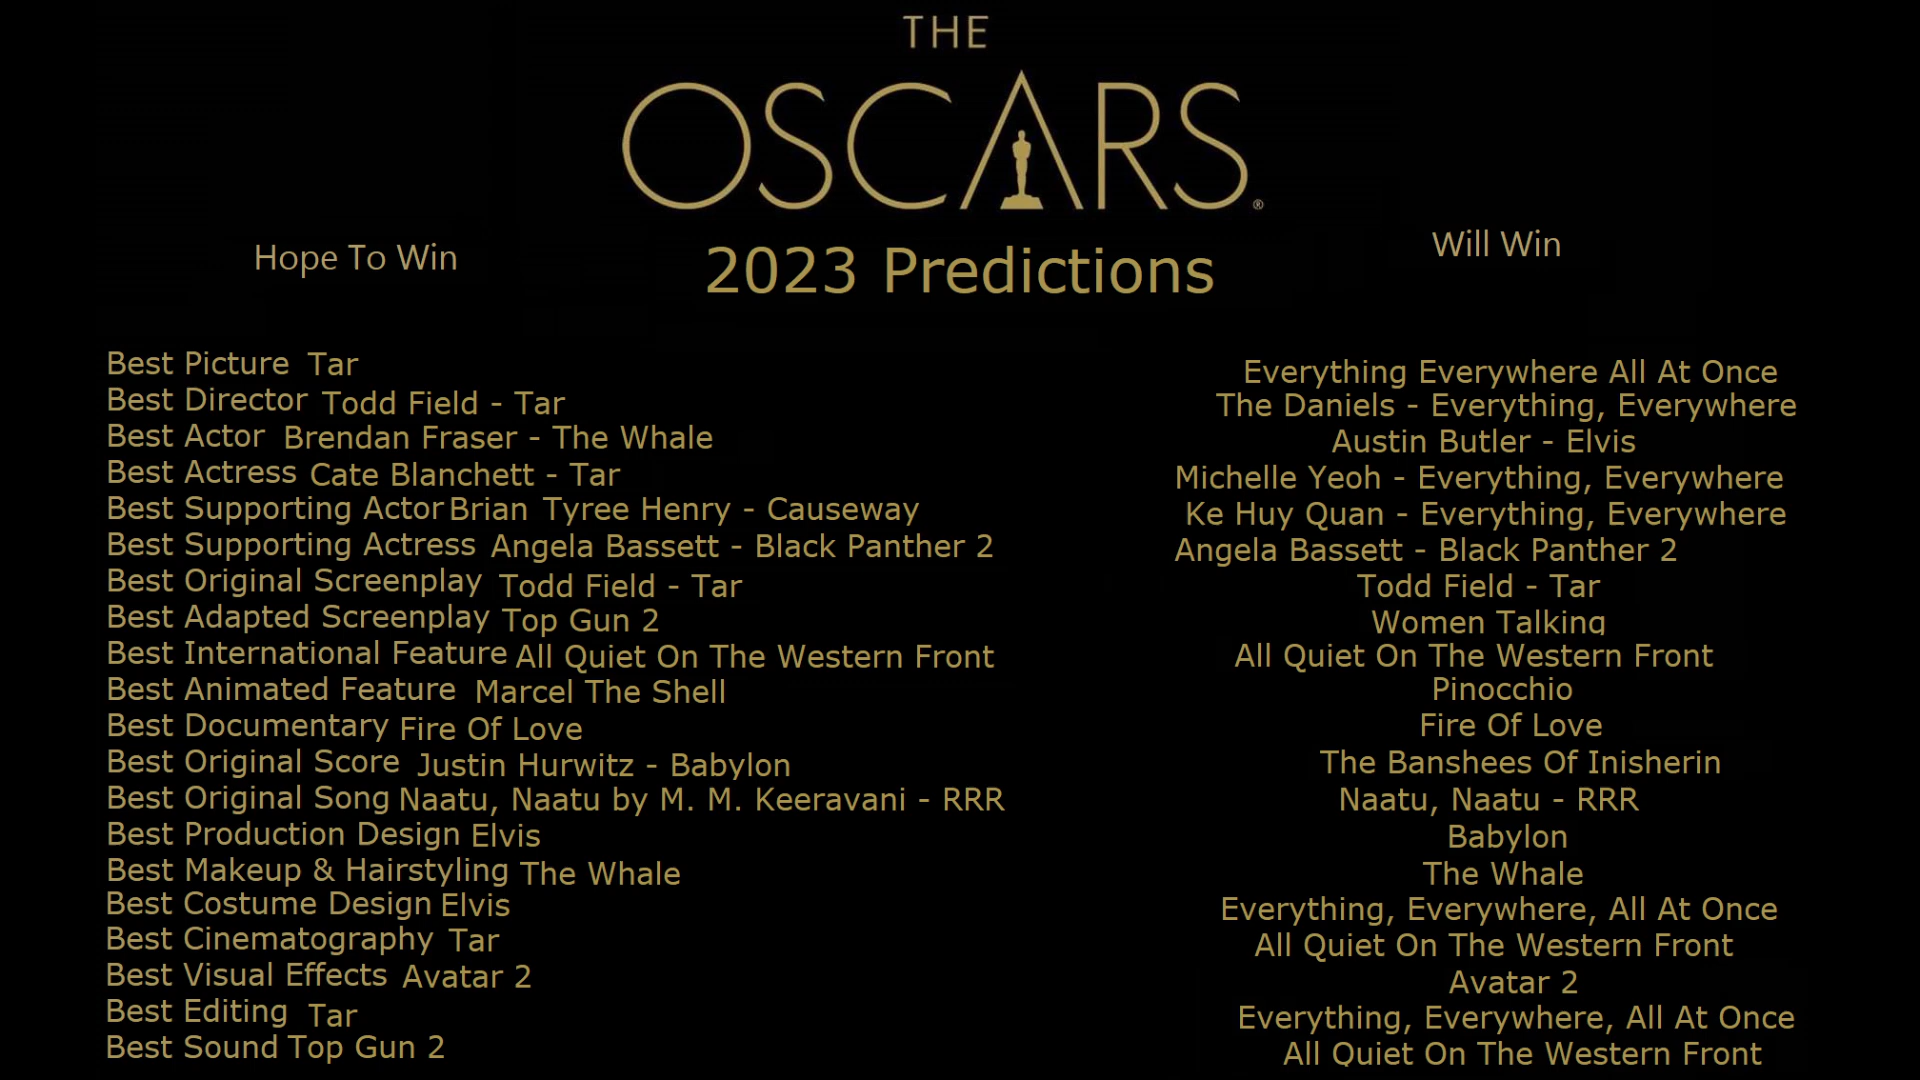 THE
OSCARS®
Hope To Win
2023 Predictions
Will Win
Best Picture Tar
Everything Everywhere All At Once
Best Director Todd Field - Tar
The Daniels - Everything, Everywhere
Best Actor Brendan Fraser - The Whale
Austin Butler - Elvis
Best Actress Cate Blanchett - Tar
Michelle Yeoh - Everything, Everywhere
Best Supporting Actor Brian Tyree Henry - Causeway
Ke Huy Quan - Everything, Everywhere
Best Supporting Actress Angela Bassett - Black Panther 2
Angela Bassett - Black Panther 2
Best Original Screenplay Todd Field - Tar
Todd Field - Tar
Best Adapted Screenplay Top Gun 2
Women Talking
Best International Feature All Quiet On The Western Front
All Quiet On The Western Front
Best Animated Feature Marcel The Shell
Pinocchio
Best Documentary Fire Of Love
Fire Of Love
Best Original Score Justin Hurwitz - Babylon
The Banshees Of Inisherin
Best Original Song Naatu, Naatu by M. M. Keeravani - RRR
Naatu, Naatu - RRR
Best Production Design Elvis
Babylon
Best Makeup & Hairstyling The Whale
The Whale
Best Costume Design Elvis
Everything, Everywhere, All At Once
Best Cinematography Tar
All Quiet On The Western Front
Best Visual Effects Avatar 2
Avatar 2
Best Editing Tar
Everything, Everywhere, All At Once
Best Sound Top Gun 2
All Quiet On The Western Front